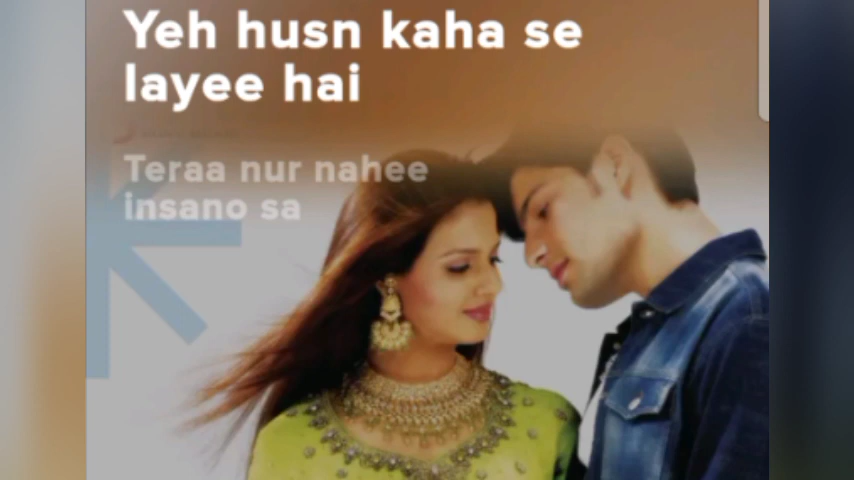 Yeh husn kaha se
layee hai
Teraa nur nahee
insano sa